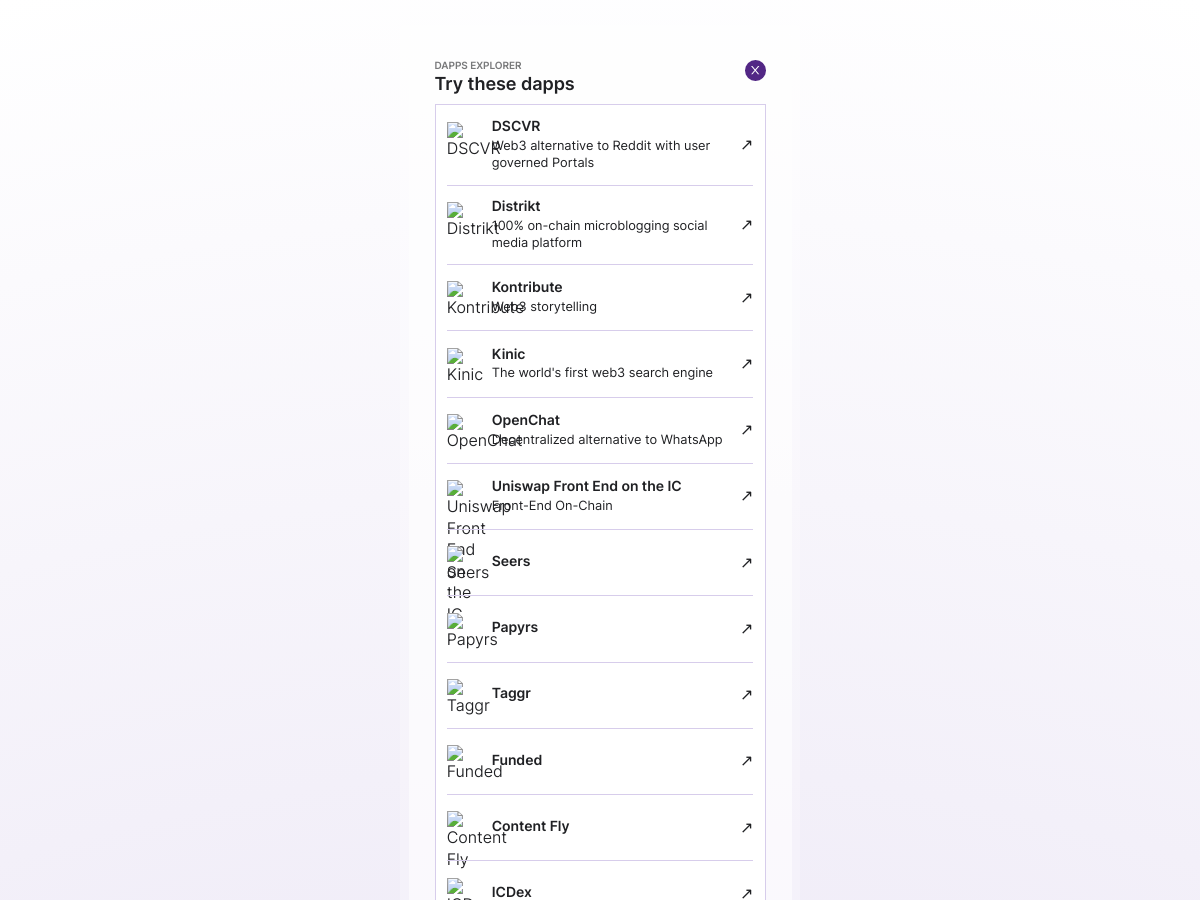 DAPPS EXPLORER
Try these dapps
X
DSCVR
DSCVR
Web3 alternative to Reddit with user
governed Portals
Distrikt
Distrikt
100% on-chain microblogging social
media platform
Kontribute
Kontribute
Web3 storytelling
Kinic
Kinic
The world's first web3 search engine
OpenChat
OpenChat
Decentralized alternative to WhatsApp
Uniswap Front End on the IC
Uniswap
Front-End On-Chain
Front
End
on
the
IC
Seers
Seers
Papyrs
Papyrs
Taggr
Taggr
Funded
Funded
Content Fly
Content
Fly
ICDex
ICDex